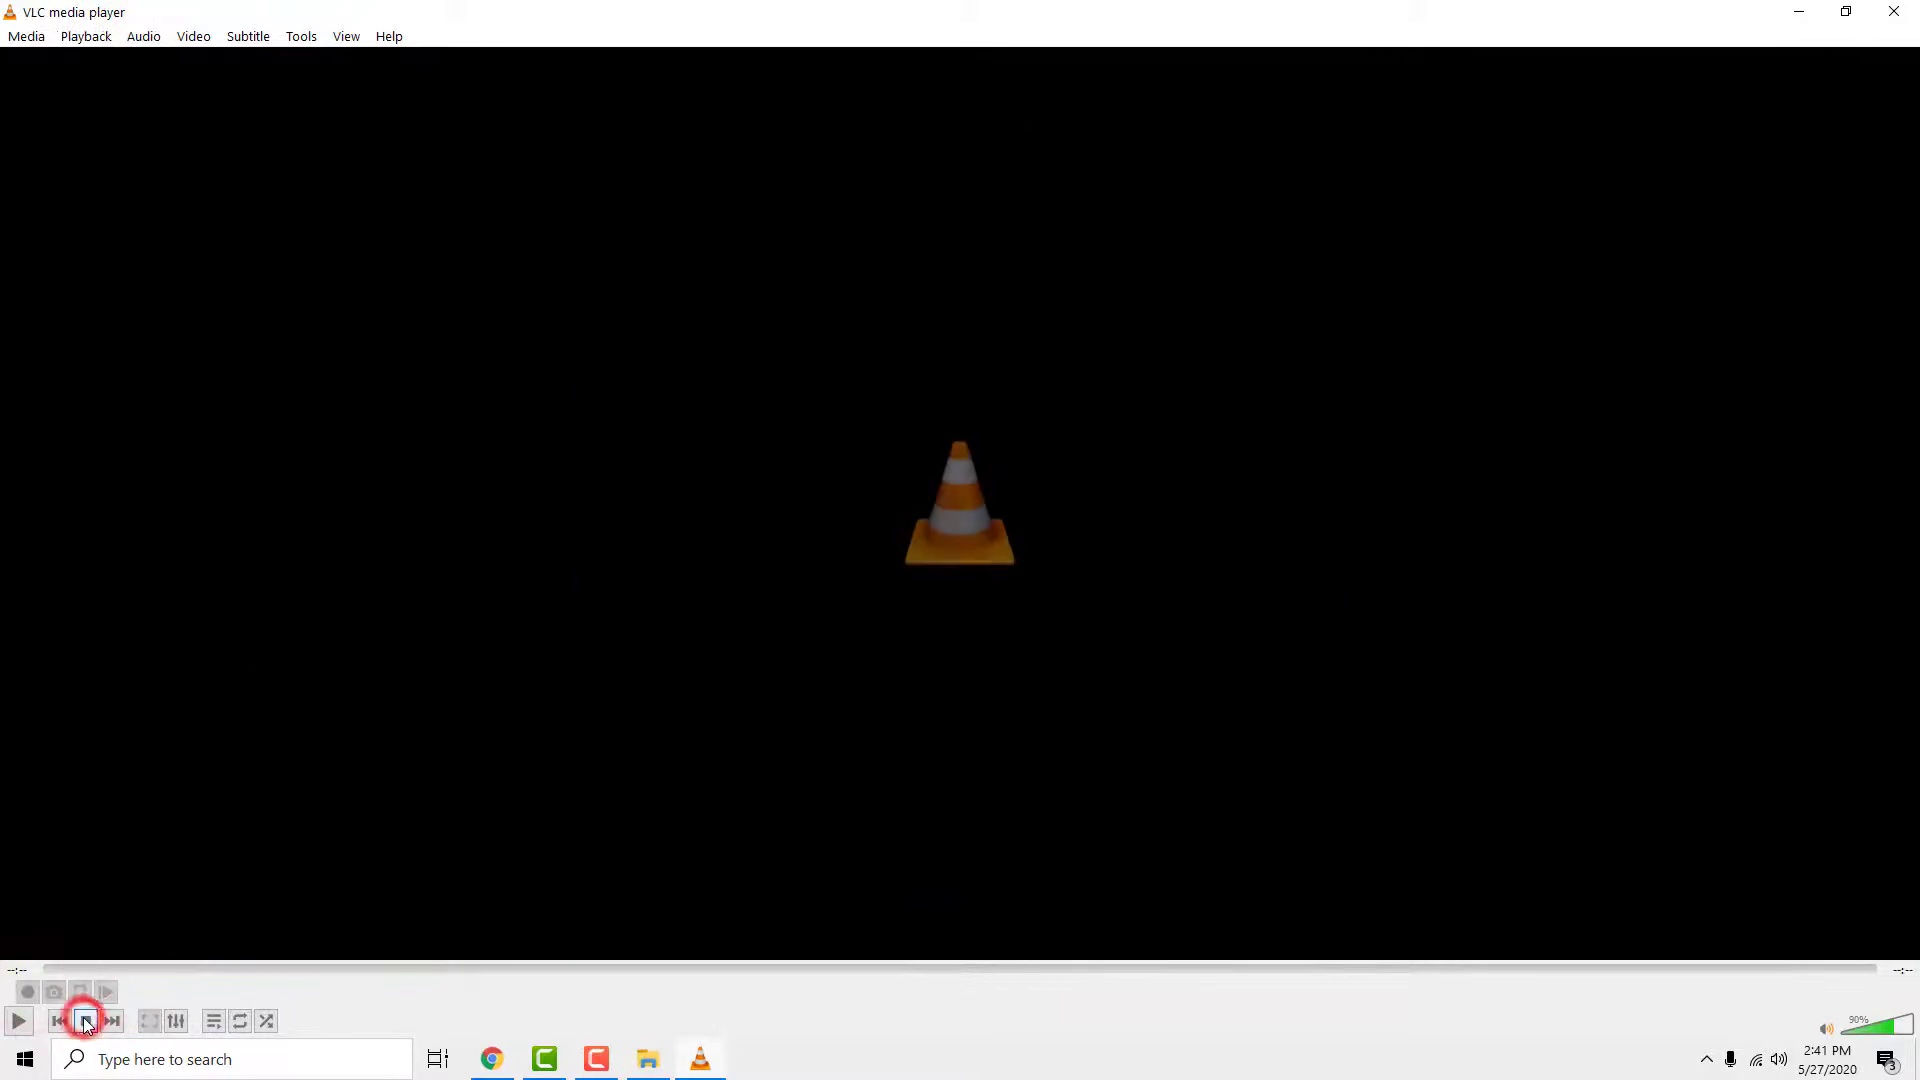 VLC media player
Media Playback Audio Video Subtitle Tools View Help
--:-- --:--
90%
Type here to search
2:41 PM
5/27/2020
3